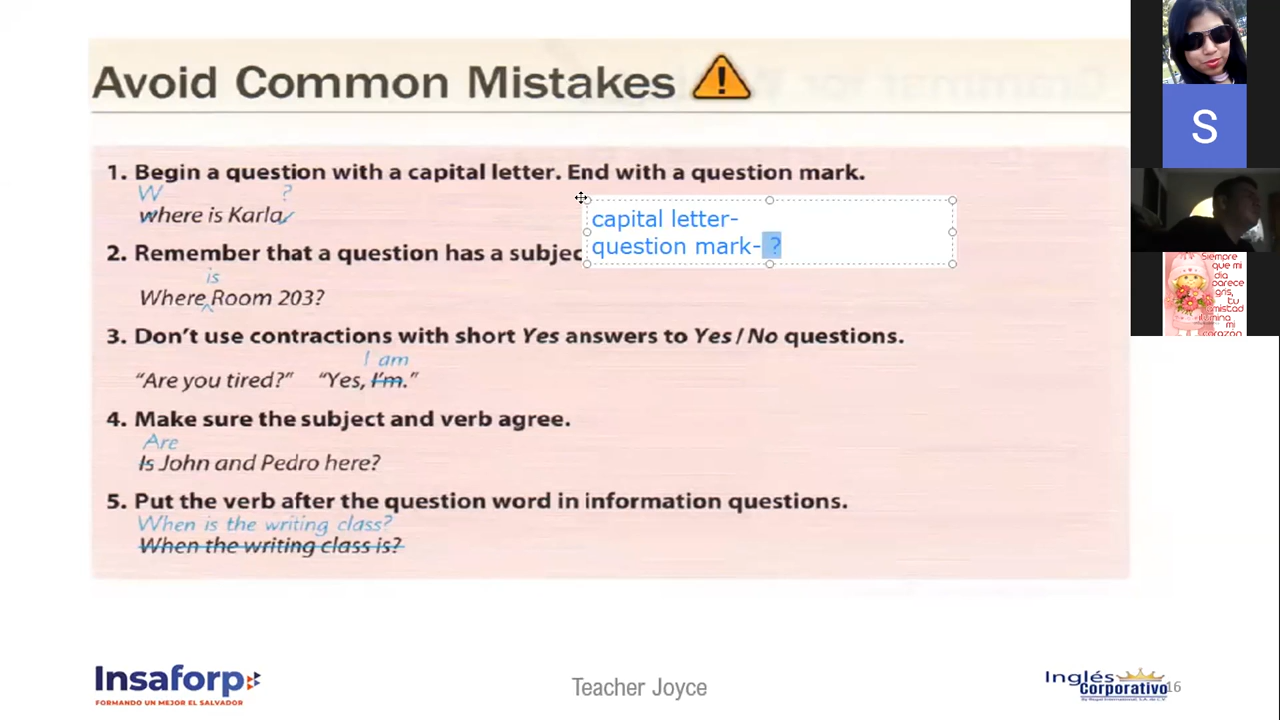 Avoid Common Mistakes
1. Begin a question with a capital letter. End with a question mark.
W ?
where is Karla
capital letter-
question mark- ?
2. Remember that a question has a subjec
is
Where Room 203?
3. Don't use contractions with short Yes answers to Yes / No questions.
I am
"Are you tired?" "Yes, I'm."
4. Make sure the subject and verb agree.
Are
Is John and Pedro here?
5. Put the verb after the question word in information questions.
When is the writing class?
When the writing class is?
Insaforp
FORMANDO UN MEJOR EL SALVADOR
Teacher Joyce
Inglés
Corporativo
16
S
Siempre
que mi
dia
parece
gris,
tu
amistad
ilumina
mi
corazón